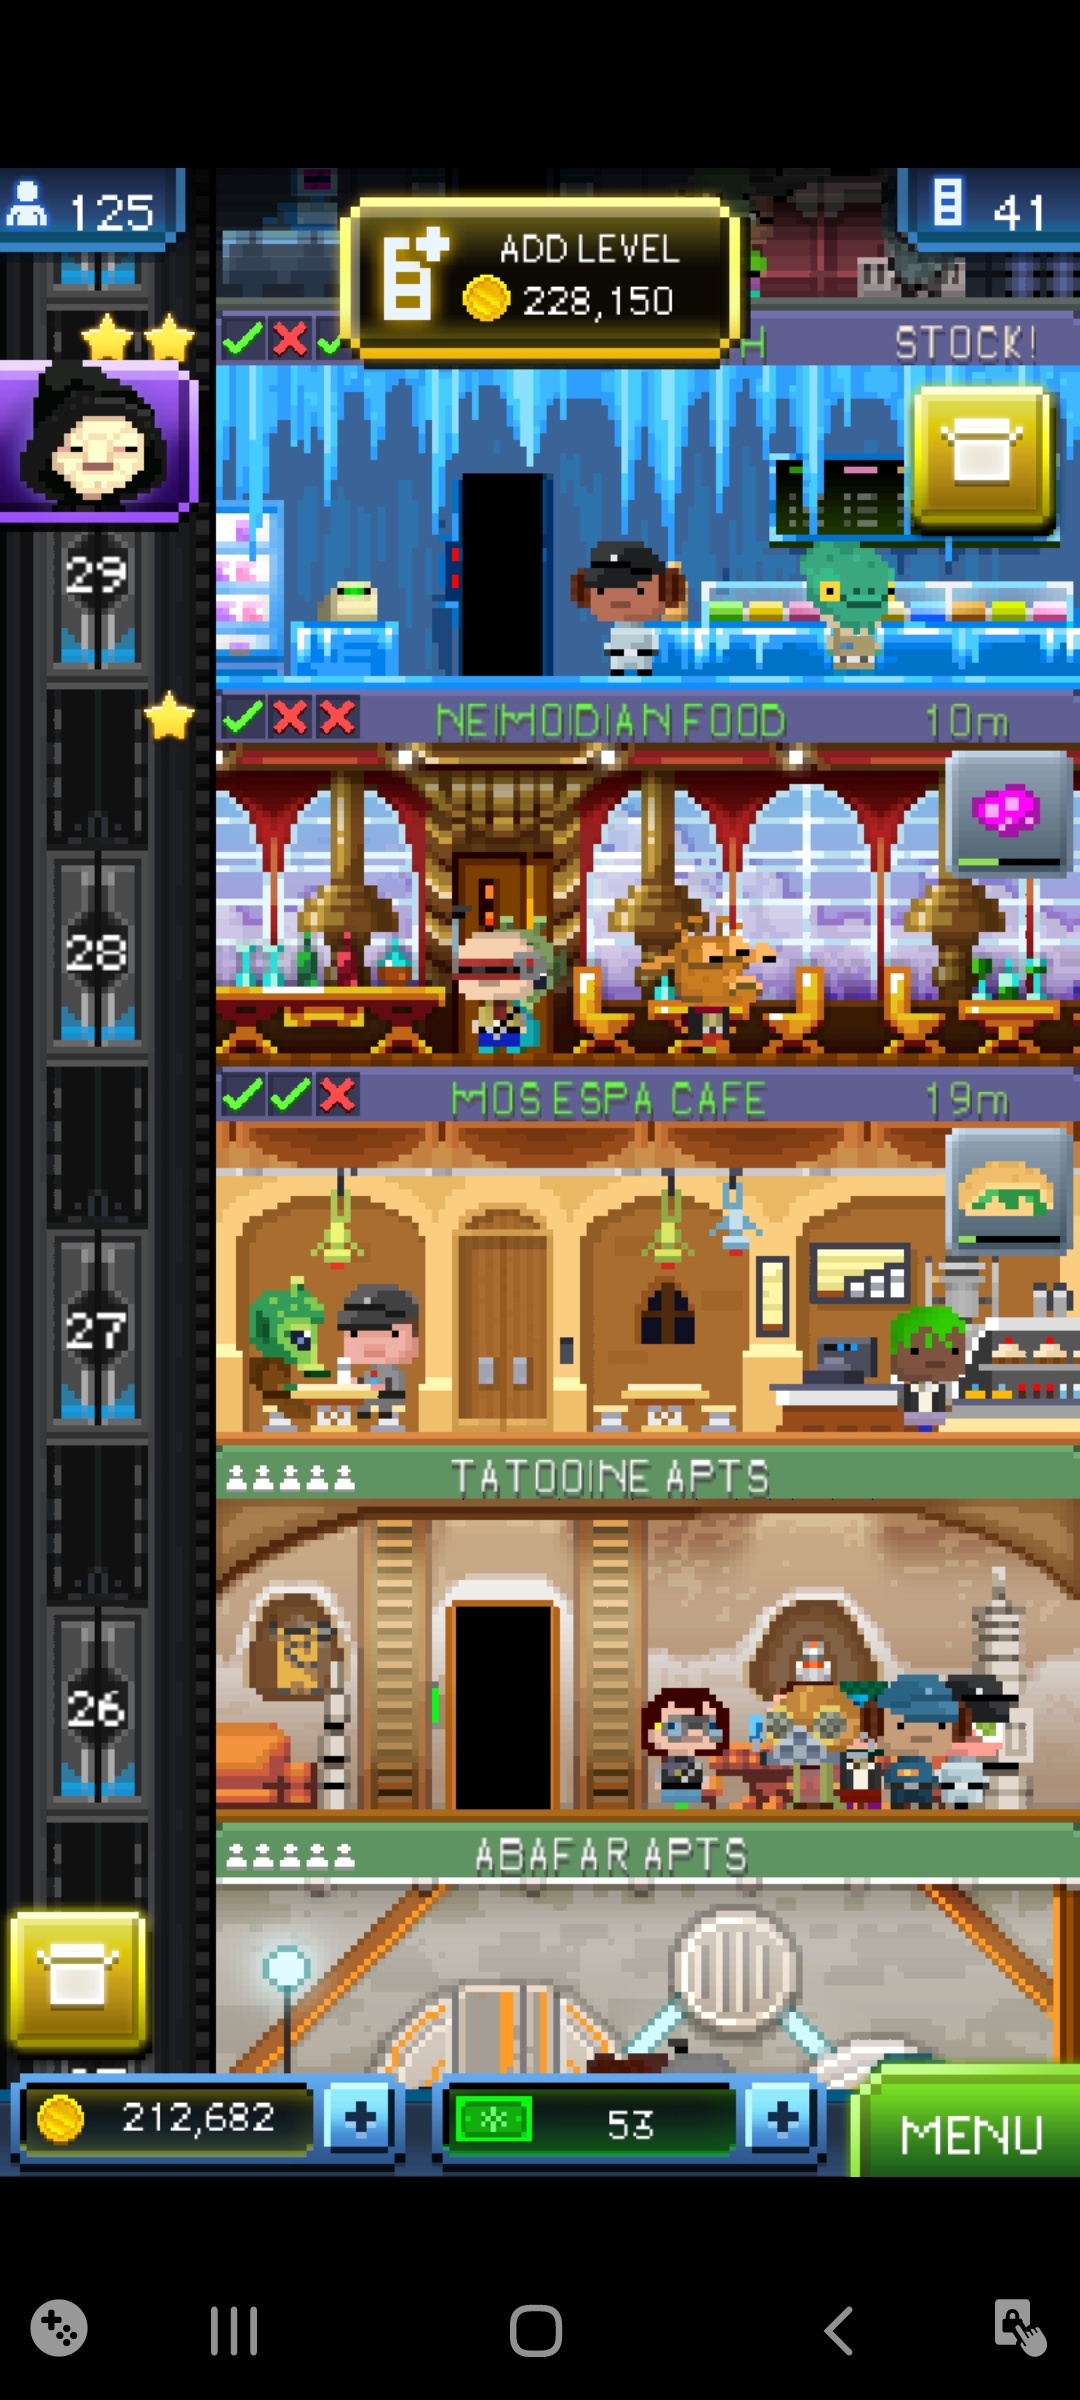 125
ADD LEVEL
228,150
41
H
STOCK!
29
NEIMOIDIAN FOOD
10m
28
MOS ESPA CAFE
19m
27
TATOOINE APTS
26
ABAFAR APTS
212,682
53
MENU